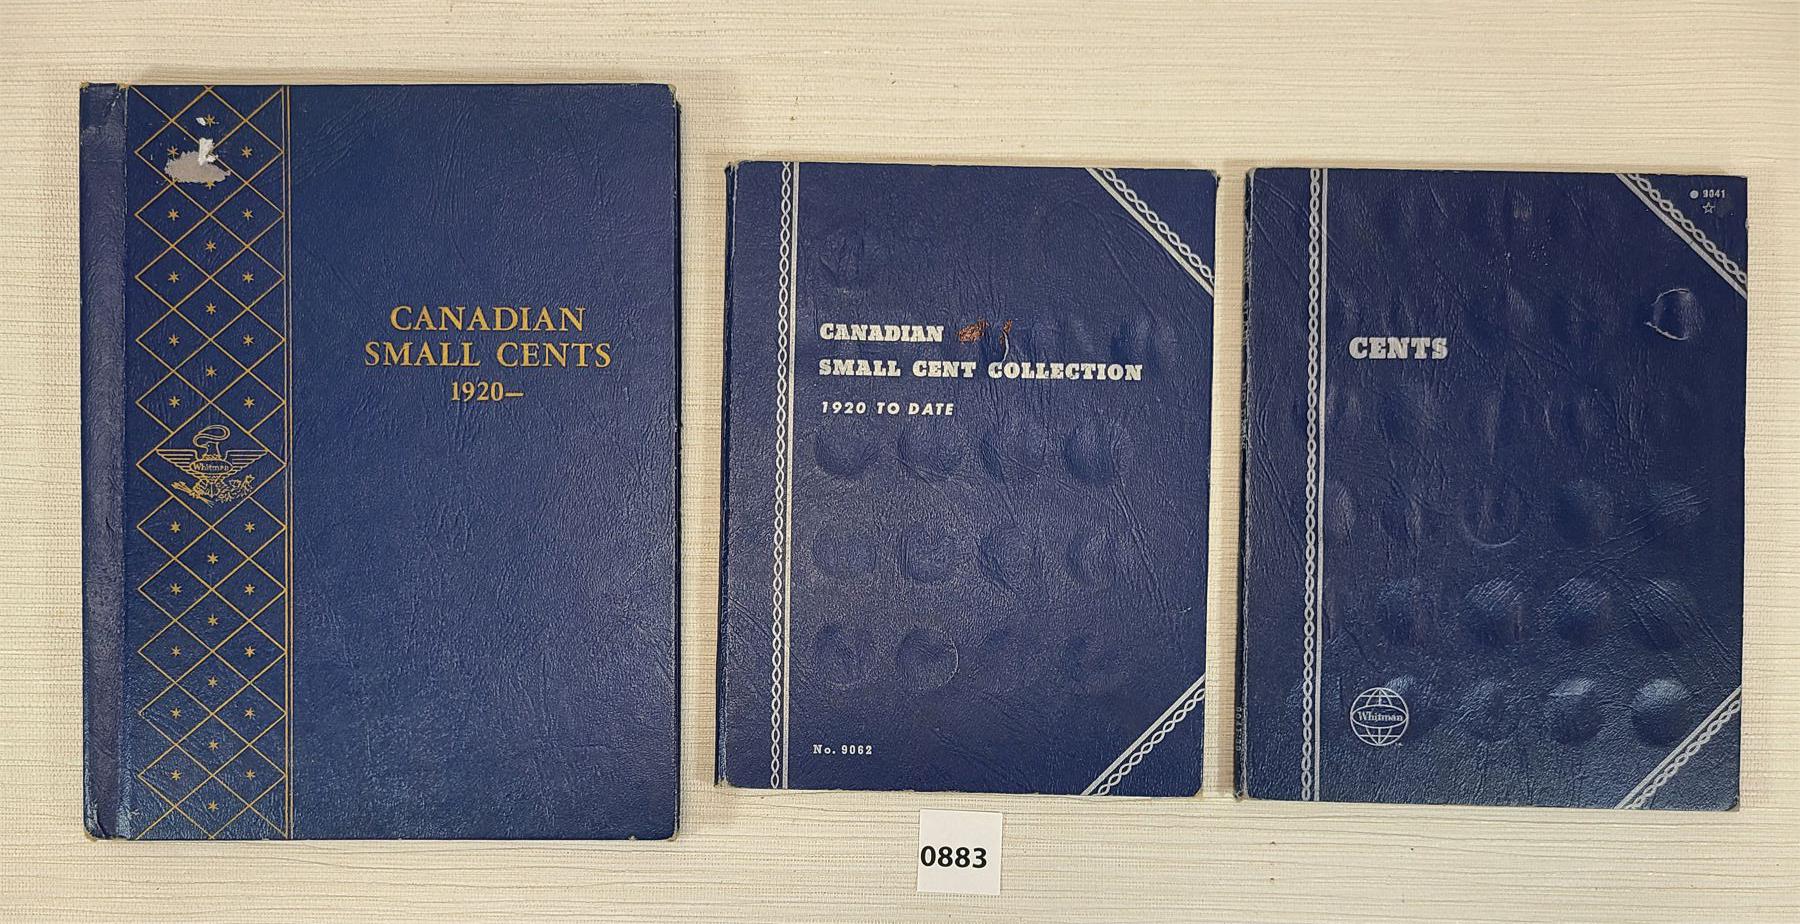 CANADIAN
SMALL CENTS
1920—
Whitman
CANADIAN
SMALL CENT COLLECTION
1920 TO DATE
No. 9062
9041
CENTS
Whitman
0883